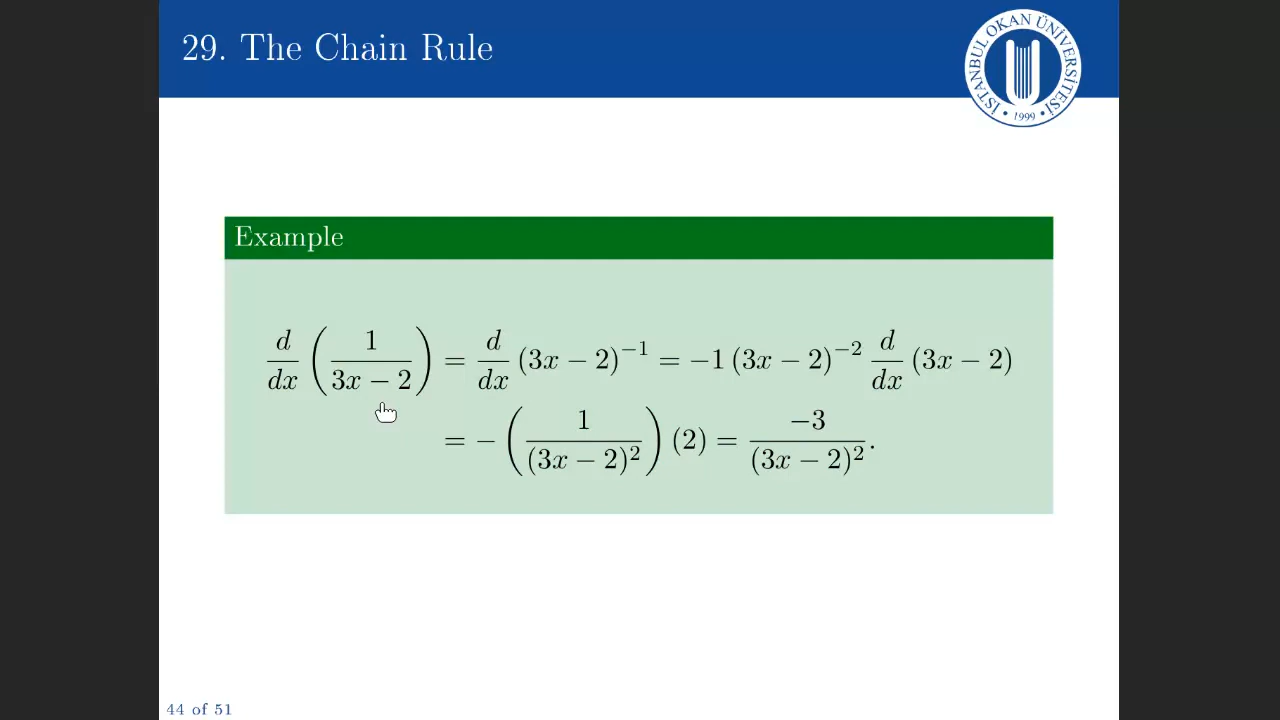 29. The Chain Rule
İSTANBUL OKAN ÜNİVERSİTESİ
• 1999 •
Example
d/dx (1/(3x − 2)) = d/dx (3x − 2)⁻¹ = −1 (3x − 2)⁻² d/dx (3x − 2)
= − (1/(3x − 2)²) (2) = −3/(3x − 2)².
44 of 51